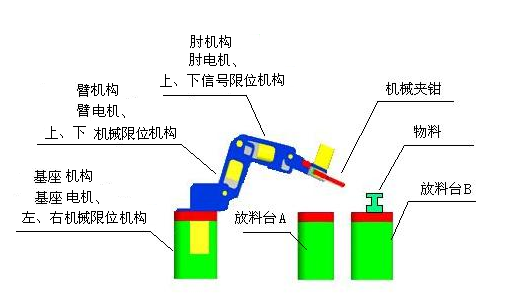 肘机构
肘电机、
上、下信号限位机构
臂机构
臂电机、
上、下 机械限位机构
机械夹钳
物料
基座 机构
基座 电机、
左、右机械限位机构
放料台A
放料台B